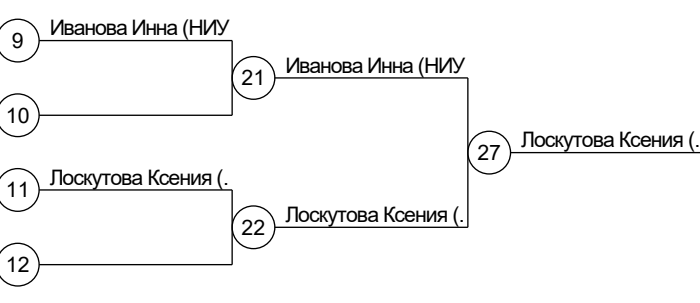 9 Иванова Инна (НИУ
21 Иванова Инна (НИУ
10
27 Лоскутова Ксения (.
11 Лоскутова Ксения (.
22 Лоскутова Ксения (.
12